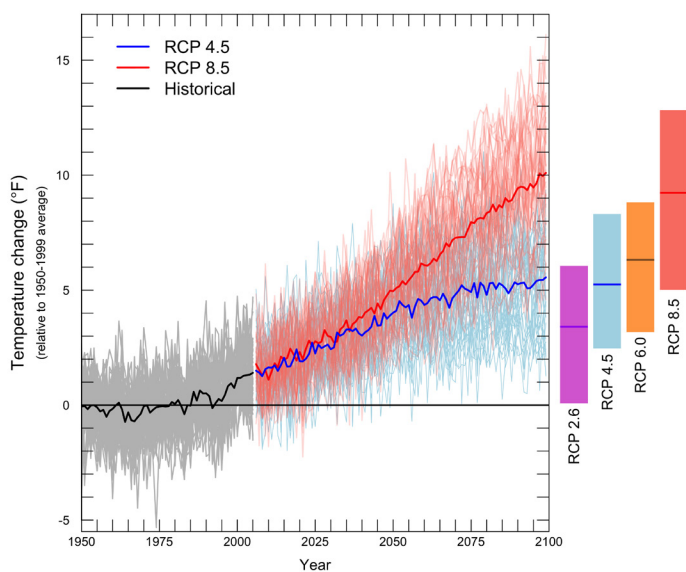 RCP 4.5
RCP 8.5
Historical
15
10
5
0
-5
Temperature change (°F)
(relative to 1950-1999 average)
1950
1975
2000
2025
2050
2075
2100
Year
RCP 2.6
RCP 4.5
RCP 6.0
RCP 8.5